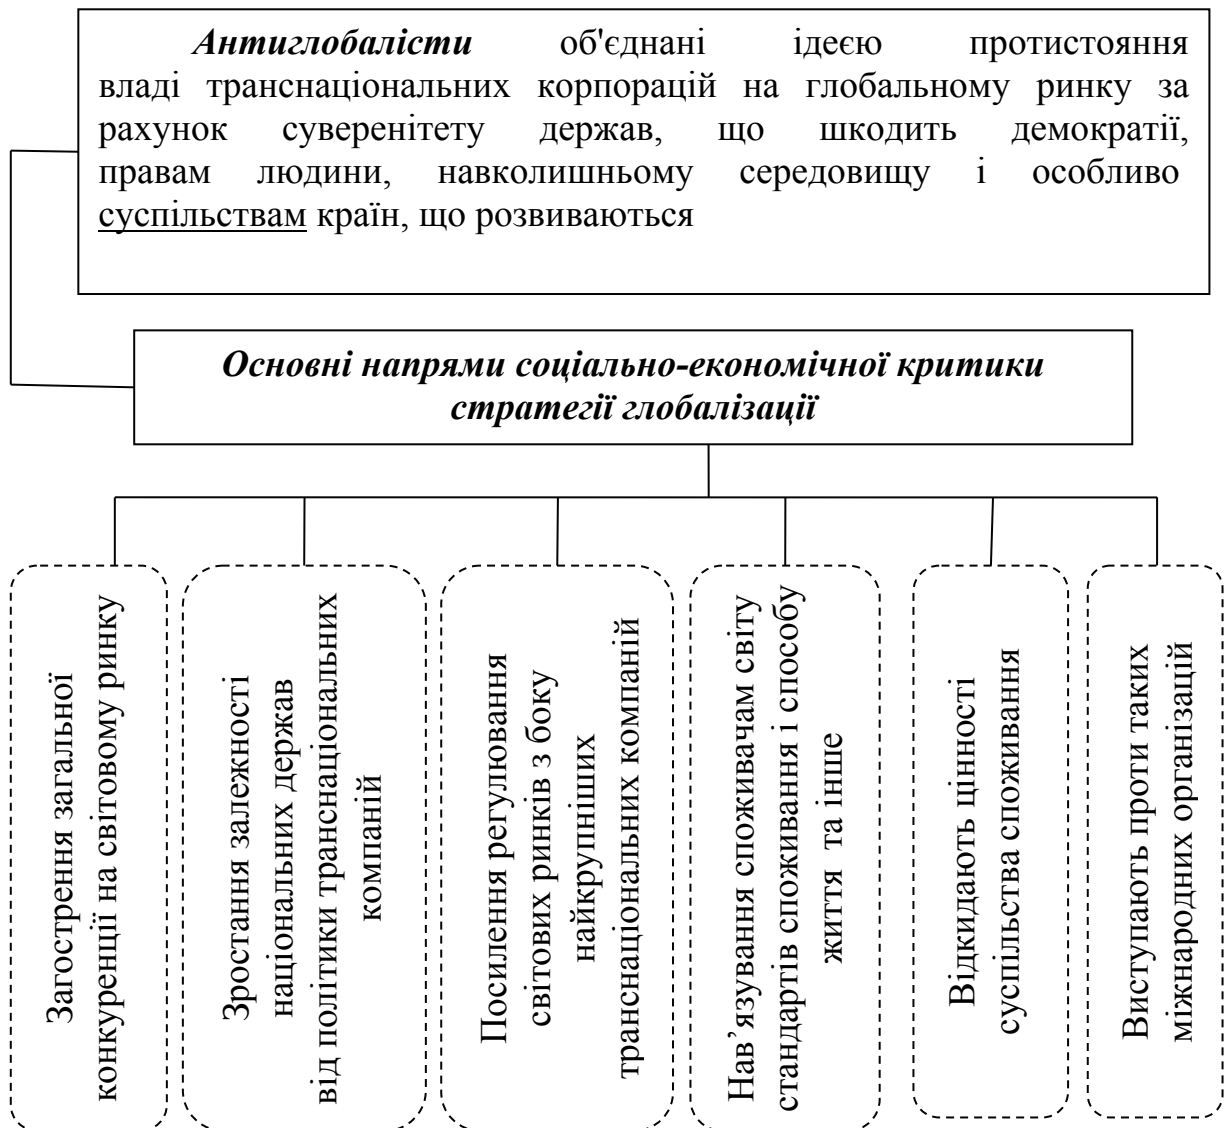 Антиглобалісти об'єднані ідеєю протистояння
владі транснаціональних корпорацій на глобальному ринку за
рахунок суверенітету держав, що шкодить демократії,
правам людини, навколишньому середовищу і особливо
суспільствам країн, що розвиваються
Основні напрями соціально-економічної критики
стратегії глобалізації
Загострення загальної
конкуренції на світовому ринку
Зростання залежності
національних держав
від політики транснаціональних
компаній
Посилення регулювання
світових ринків з боку
найкрупніших
транснаціональних компаній
Нав’язування споживачам світу
стандартів споживання і способу
життя та інше
Відкидають цінності
суспільства споживання
Виступають проти таких
міжнародних організацій